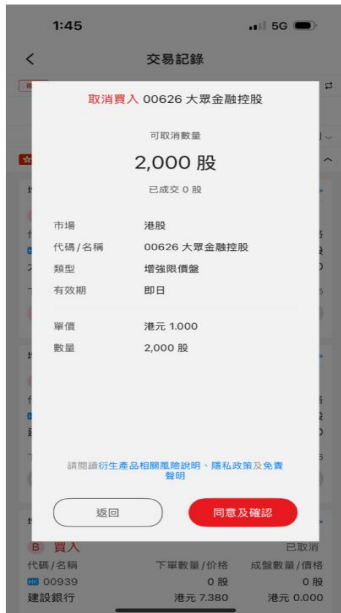 1:45
5G
交易記錄
取消買入 00626 大眾金融控股
可取消數量
2,000 股
已成交 0 股
市場 港股
代碼/名稱 00626 大眾金融控股
類型 增強限價盤
有效期 即日
單價 港元 1.000
數量 2,000 股
請閱讀衍生產品相關風險說明、隱私政策及免責
聲明
返回 同意及確認
B 買入 已取消
代碼/名稱 下單數量/价格 成盤數量/價格
00939 0 股 0 股
建設銀行 港元 7.380 港元 0.000